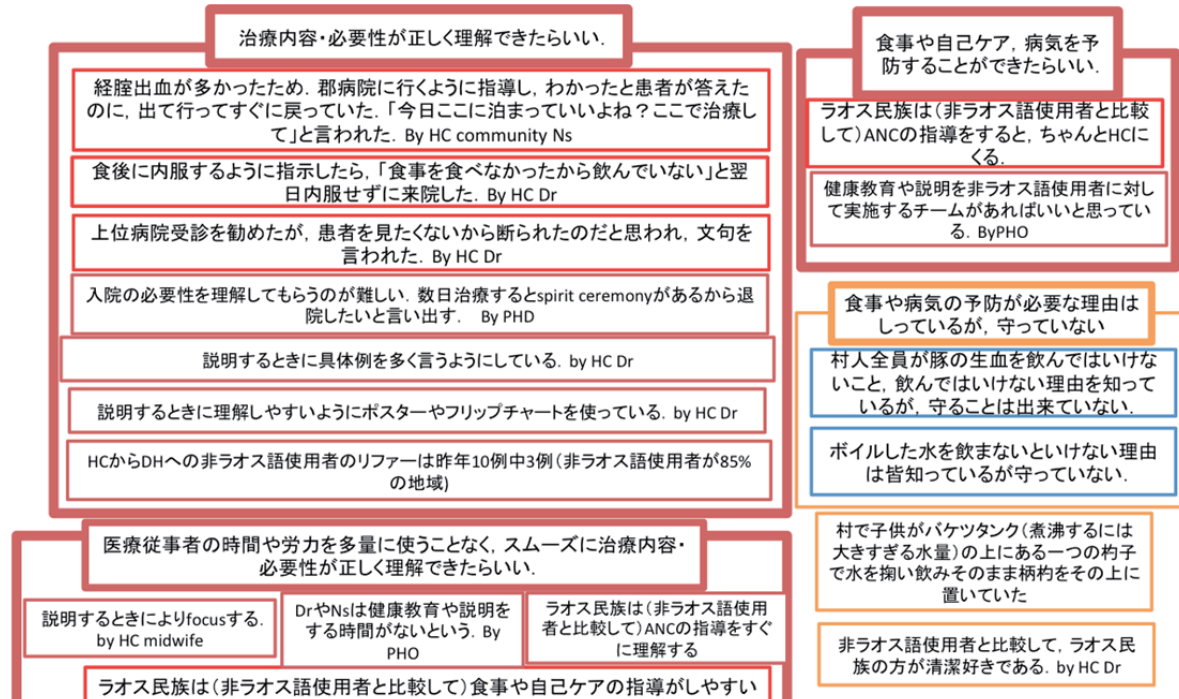 治療内容・必要性が正しく理解できたらいい.
経腟出血が多かったため．郡病院に行くように指導し，わかったと患者が答えた
のに，出て行ってすぐに戻っていた．「今日ここに泊まっていいよね？ここで治療し
て」と言われた．By HC community Ns
食後に内服するように指示したら，「食事を食べなかったから飲んでいない」と翌
日内服せずに来院した．By HC Dr
上位病院受診を勧めたが，患者を見たくないから断られたのだと思われ，文句を
言われた．By HC Dr
入院の必要性を理解してもらうのが難しい．数日治療するとspirit ceremonyがあるから退
院したいと言い出す． By PHD
説明するときに具体例を多く言うようにしている．by HC Dr
説明するときに理解しやすいようにポスターやフリップチャートを使っている．by HC Dr
HCからDHへの非ラオス語使用者のリファーは昨年10例中3例（非ラオス語使用者が85%
の地域)
医療従事者の時間や労力を多量に使うことなく，スムーズに治療内容・
必要性が正しく理解できたらいい．
説明するときによりfocusする．
by HC midwife
DrやNsは健康教育や説明を
する時間がないという．By
PHO
ラオス民族は（非ラオス語使用
者と比較して）ANCの指導をすぐ
に理解する
ラオス民族は（非ラオス語使用者と比較して）食事や自己ケアの指導がしやすい
食事や自己ケア，病気を予
防することができたらいい．
ラオス民族は（非ラオス語使用者と比較
して）ANCの指導をすると，ちゃんとHCに
くる．
健康教育や説明を非ラオス語使用者に対し
て実施するチームがあればいいと思ってい
る．ByPHO
食事や病気の予防が必要な理由は
しっているが，守っていない
村人全員が豚の生血を飲んではいけな
いこと，飲んではいけない理由を知って
いるが，守ることは出来ていない．
ボイルした水を飲まないといけない理由
は皆知っているが守っていない．
村で子供がバケツタンク（煮沸するには
大きすぎる水量）の上にある一つの杓子
で水を掬い飲みそのまま柄杓をその上に
置いていた
非ラオス語使用者と比較して，ラオス民
族の方が清潔好きである．by HC Dr